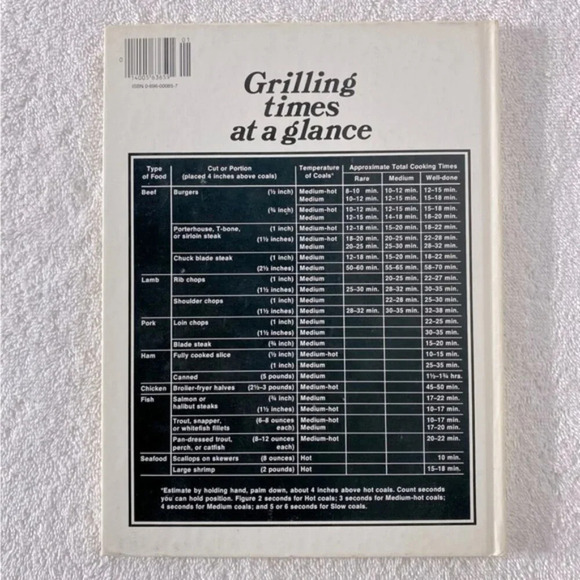 01
0
14005 63659
ISBN: 0-696-00085-7
Grilling
times
at a glance
Type of Food Cut or Portion (placed 4 inches above coals) Temperature of Coals* Approximate Total Cooking Times
Rare Medium Well-done
Beef Burgers (½ inch) Medium-hot 8-10 min. 10-12 min. 12-15 min.
Medium 10-12 min. 12-15 min. 15-18 min.
(¾ inch) Medium-hot 10-12 min. 12-15 min. 15-18 min.
Medium 12-15 min. 14-18 min. 18-20 min.
Porterhouse, T-bone, (1 inch) Medium-hot 12-18 min. 15-20 min. 18-22 min.
or sirloin steak (1½ inches) Medium-hot 18-20 min. 20-25 min. 22-28 min.
Medium 20-25 min. 25-30 min. 28-32 min.
Chuck blade steak (1 inch) Medium 12-18 min. 15-20 min. 18-22 min.
(2½ inches) Medium 50-60 min. 55-65 min. 58-70 min.
Lamb Rib chops (1 inch) Medium 20-25 min. 22-27 min.
(1½ inches) Medium 25-30 min. 28-32 min. 30-35 min.
Shoulder chops (1 inch) Medium 22-28 min. 25-30 min.
(1½ inches) Medium 28-32 min. 30-35 min. 32-38 min.
Pork Loin chops (1 inch) Medium 22-25 min.
(1½ inches) Medium 30-35 min.
Blade steak (¾ inch) Medium 15-20 min.
Ham Fully cooked slice (½ inch) Medium-hot 10-15 min.
(1 inch) Medium 25-35 min.
Canned (5 pounds) Medium 1½-1¾ hrs.
Chicken Broiler-fryer halves (2½-3 pounds) Medium-hot 45-50 min.
Fish Salmon or (¾ inch) Medium 17-22 min.
halibut steaks (1½ inches) Medium-hot 10-17 min.
Trout, snapper, (6-8 ounces Medium-hot 10-17 min.
or whitefish fillets each) Medium 17-20 min.
Pan-dressed trout, (8-12 ounces Medium-hot 20-22 min.
perch, or catfish each)
Seafood Scallops on skewers (8 ounces) Hot 10 min.
Large shrimp (2 pounds) Hot 15-18 min.
*Estimate by holding hand, palm down, about 4 inches above hot coals. Count seconds
you can hold position. Figure 2 seconds for Hot coals; 3 seconds for Medium-hot coals;
4 seconds for Medium coals; and 5 or 6 seconds for Slow coals.